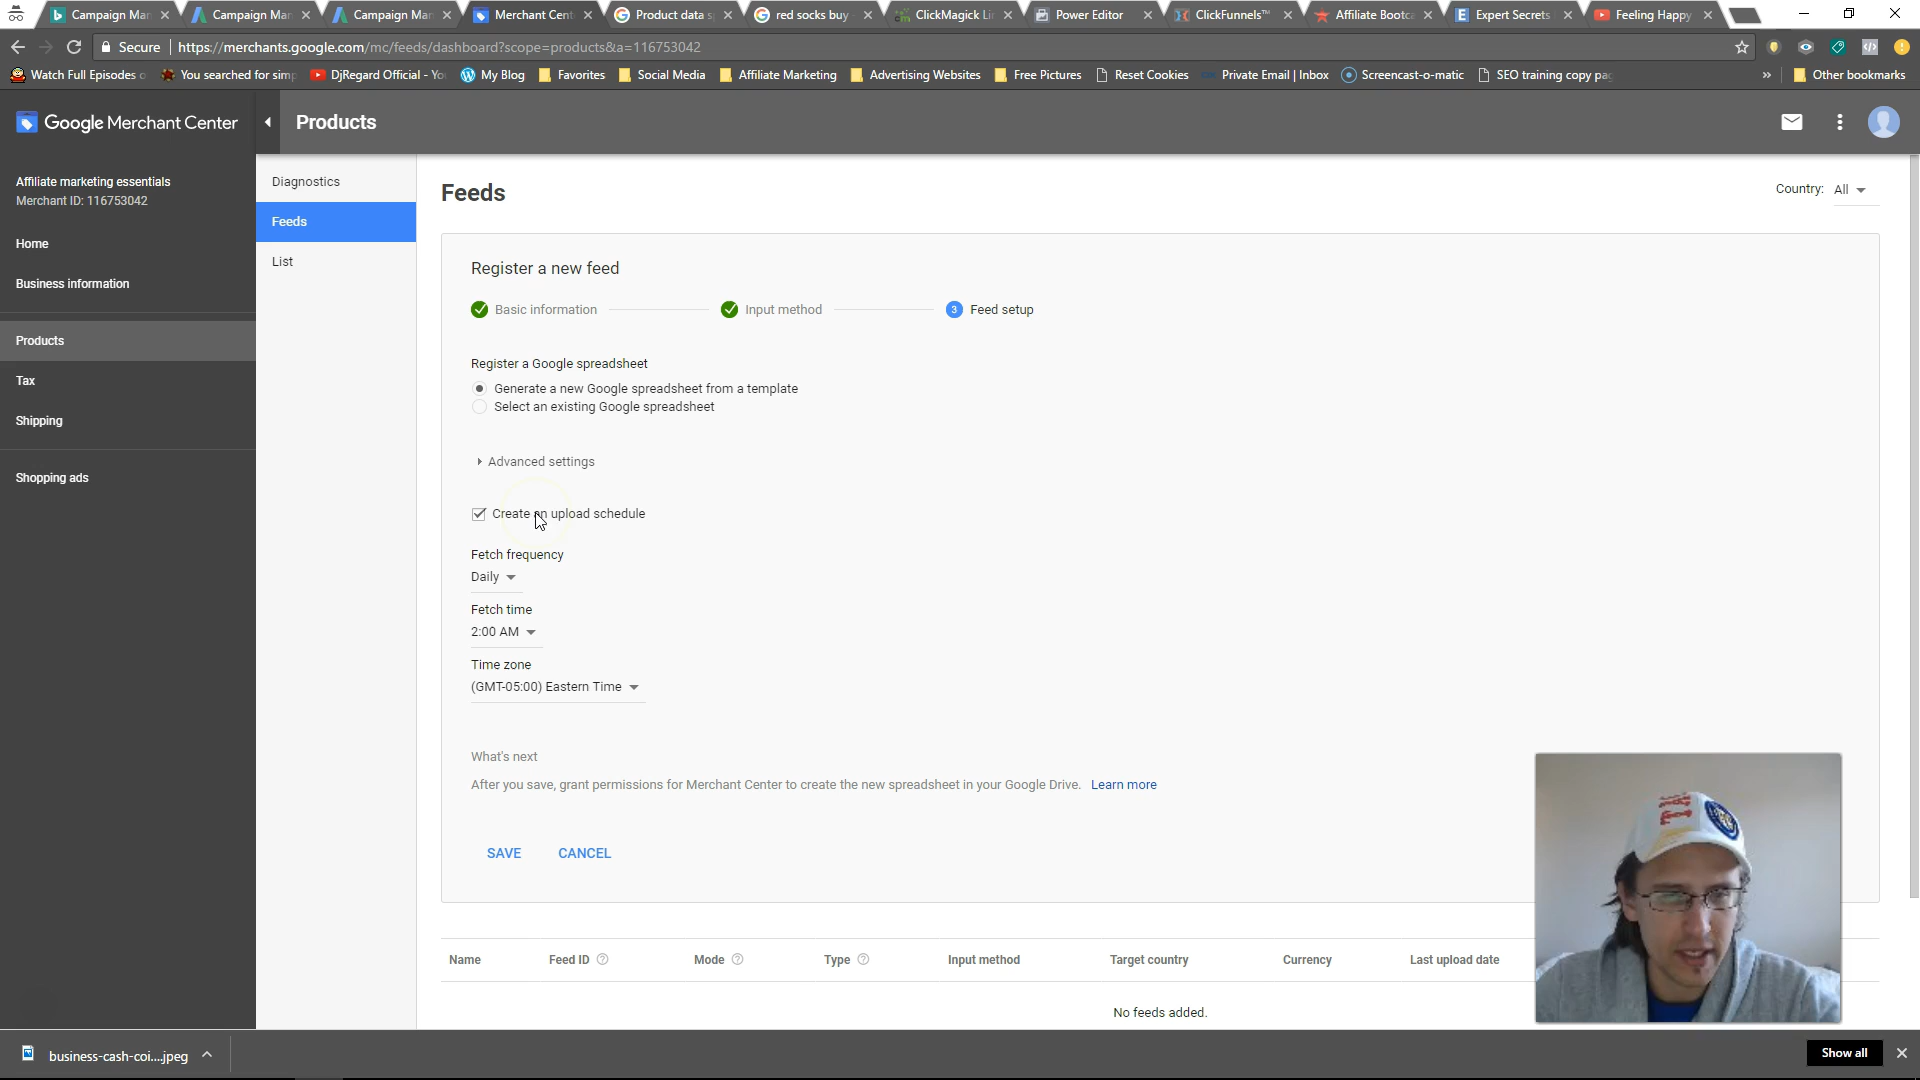 Campaign Mar
Campaign Mar
Campaign Mar
Merchant Cent
Product data s
red socks buy
ClickMagick Li
Power Editor
ClickFunnels™
Affiliate Bootca
Expert Secrets
Feeling Happy
Secure
https://merchants.google.com/mc/feeds/dashboard?scope=products&a=116753042
Watch Full Episodes o
You searched for simp
DjRegard Official - Yo
My Blog
Favorites
Social Media
Affiliate Marketing
Advertising Websites
Free Pictures
Reset Cookies
Private Email | Inbox
Screencast-o-matic
SEO training copy pag
»
Other bookmarks
Google Merchant Center
Products
Affiliate marketing essentials
Merchant ID: 116753042
Home
Business information
Products
Tax
Shipping
Shopping ads
Diagnostics
Feeds
List
Feeds
Country: All
Register a new feed
Basic information
Input method
3 Feed setup
Register a Google spreadsheet
Generate a new Google spreadsheet from a template
Select an existing Google spreadsheet
Advanced settings
Create an upload schedule
Fetch frequency
Daily
Fetch time
2:00 AM
Time zone
(GMT-05:00) Eastern Time
What's next
After you save, grant permissions for Merchant Center to create the new spreadsheet in your Google Drive. Learn more
SAVE CANCEL
Name
Feed ID
Mode
Type
Input method
Target country
Currency
Last upload date
No feeds added.
business-cash-coi....jpeg
Show all